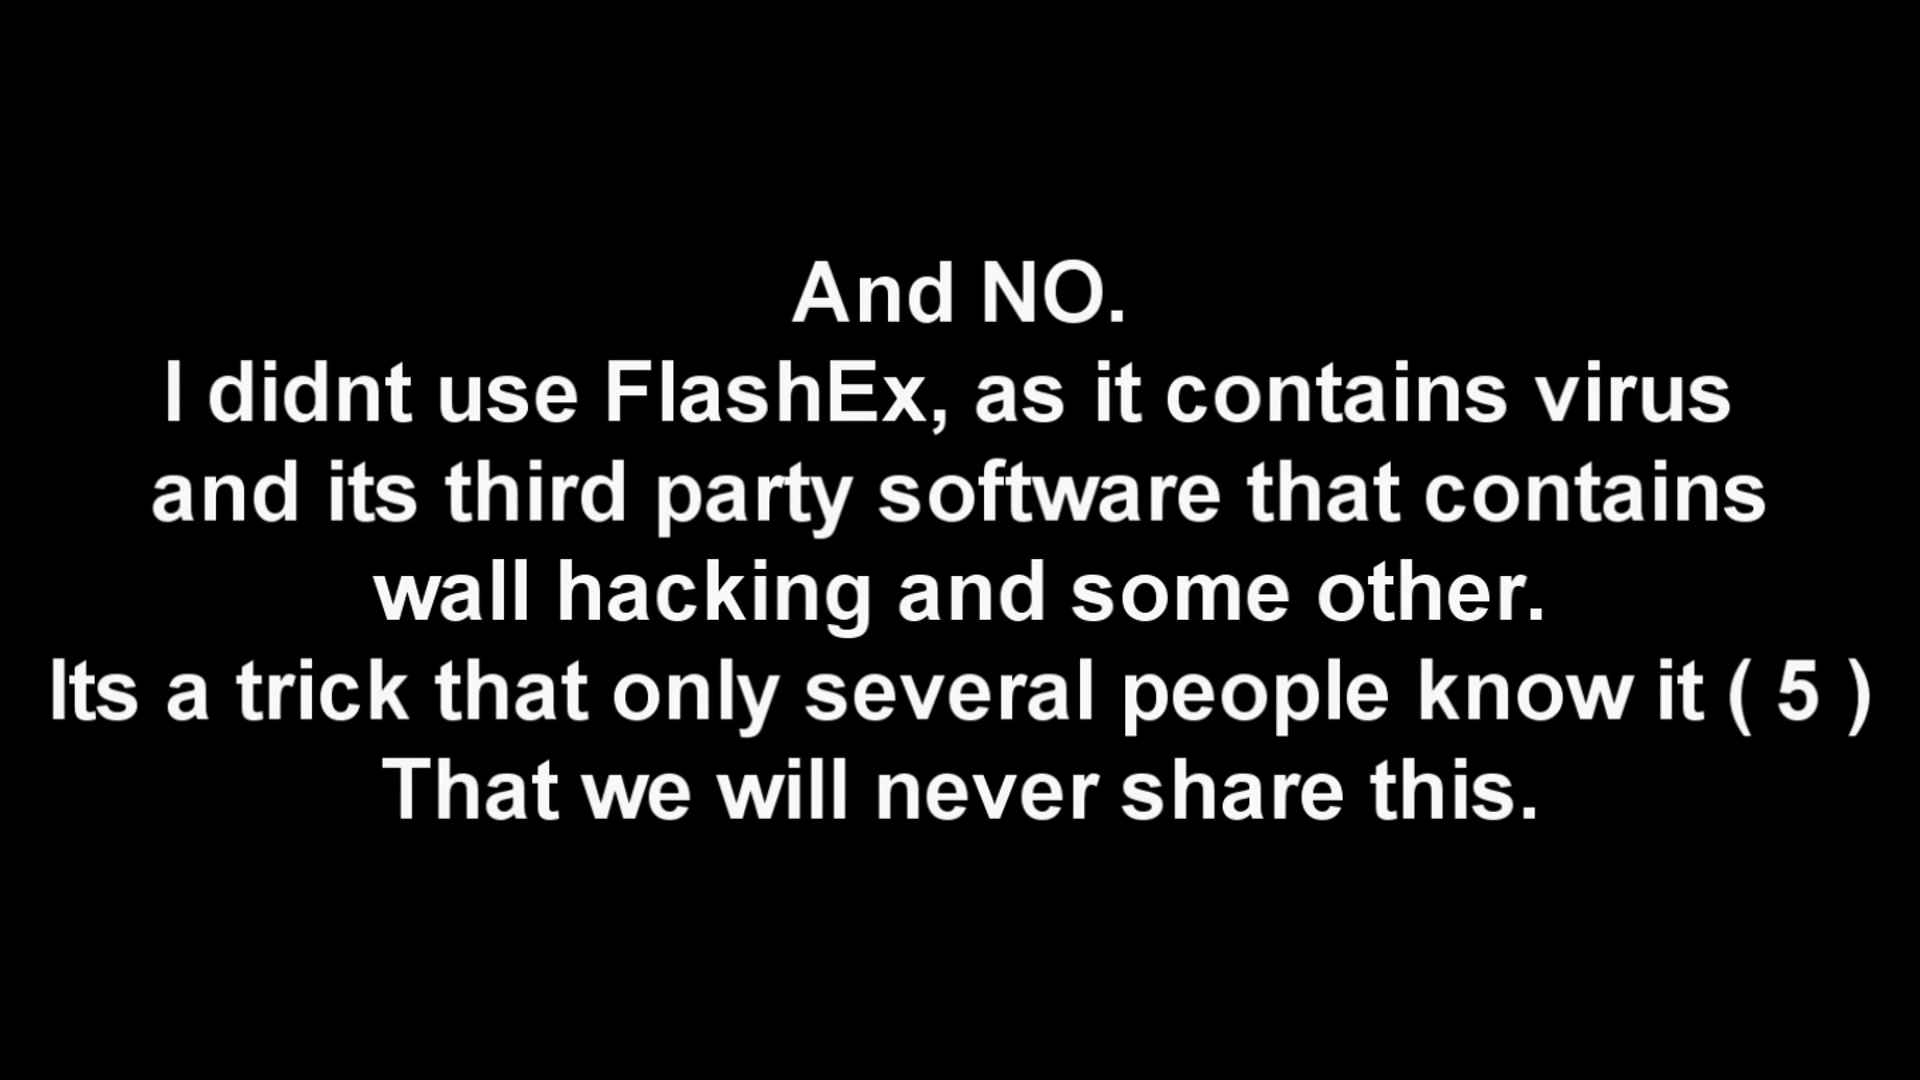 And NO.
I didnt use FlashEx, as it contains virus
and its third party software that contains
wall hacking and some other.
Its a trick that only several people know it ( 5 )
That we will never share this.